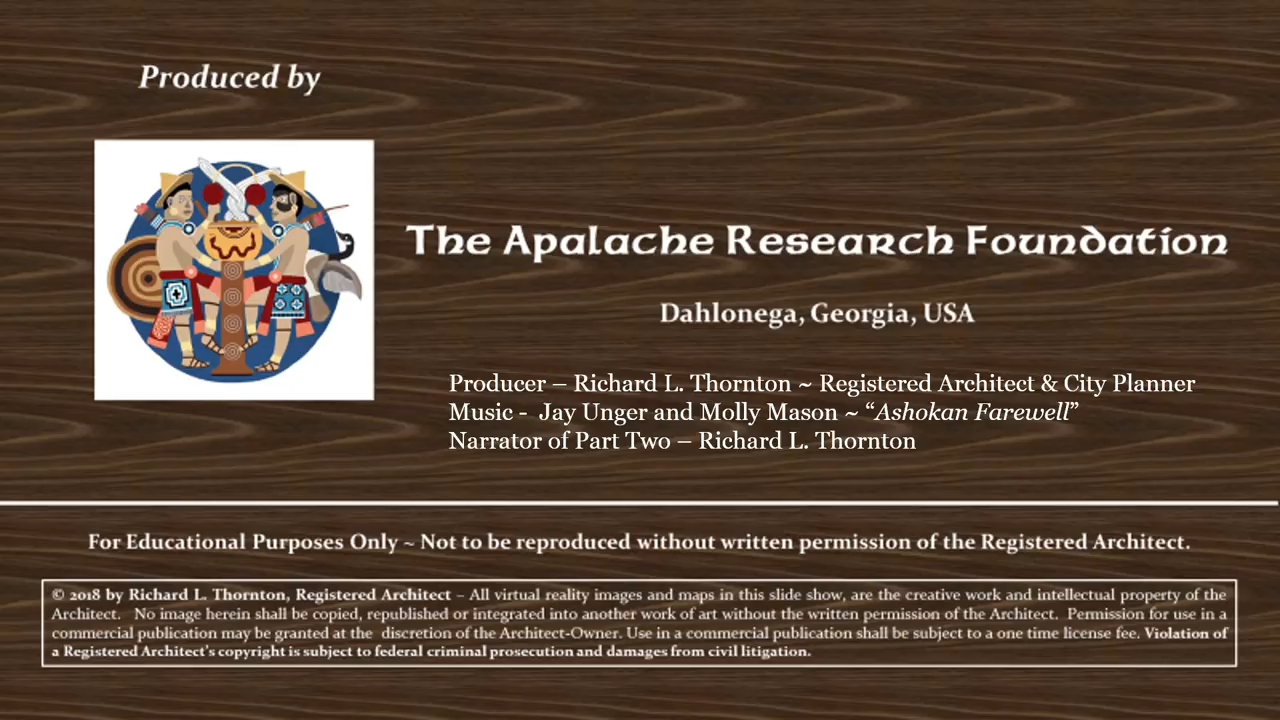 Produced by
The Apalache Research Foundation
Dahlonega, Georgia, USA
Producer – Richard L. Thornton ~ Registered Architect & City Planner
Music -  Jay Unger and Molly Mason ~ “Ashokan Farewell”
Narrator of Part Two – Richard L. Thornton
For Educational Purposes Only ~ Not to be reproduced without written permission of the Registered Architect.
© 2018 by Richard L. Thornton, Registered Architect – All virtual reality images and maps in this slide show, are the creative work and intellectual property of the
Architect.   No image herein shall be copied, republished or integrated into another work of art without the written permission of the Architect.  Permission for use in a
commercial publication may be granted at the  discretion of the Architect-Owner. Use in a commercial publication shall be subject to a one time license fee. Violation of
a Registered Architect's copyright is subject to federal criminal prosecution and damages from civil litigation.